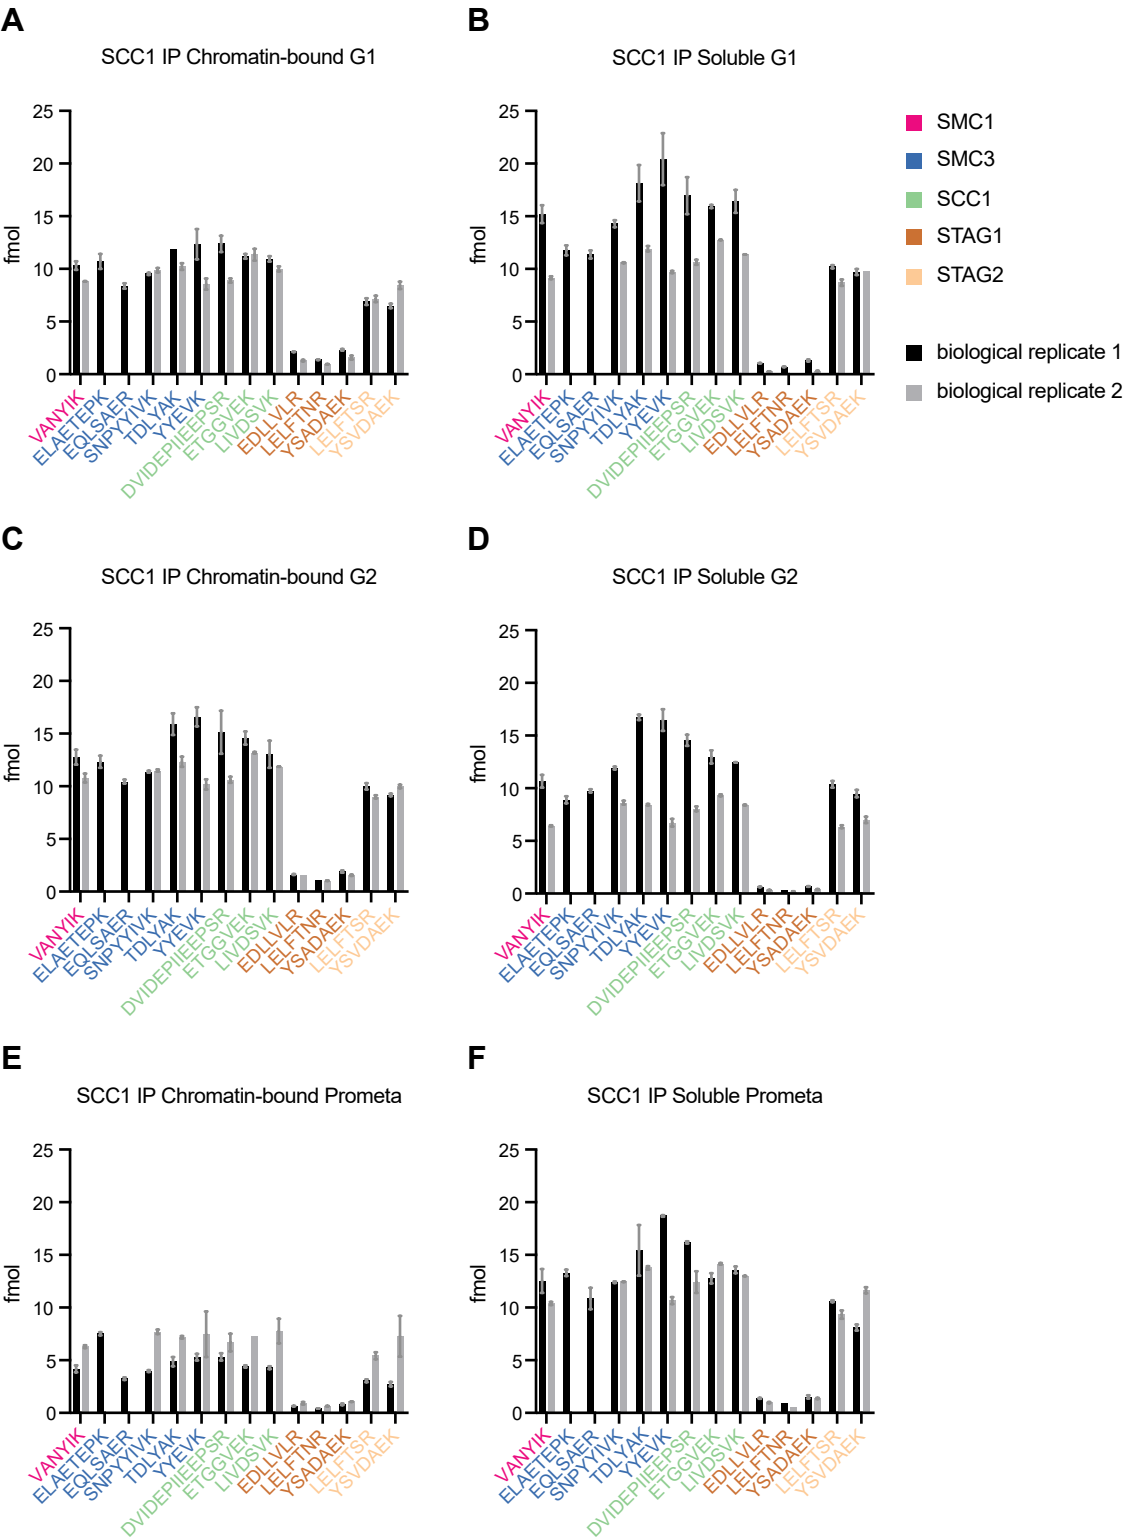 A
SCC1 IP Chromatin-bound G1
fmol
25
20
15
10
5
0
VANYIK
ELAETEPK
EQLSAER
SNPYYIVK
TDLYAK
YYEVK
DVIDEPIIEEPSR
ETGGVEK
LIVDSVK
EDLLVLR
LELFTNR
YSADAEK
LELFTSR
YSVDAEK
B
SCC1 IP Soluble G1
fmol
25
20
15
10
5
0
VANYIK
ELAETEPK
EQLSAER
SNPYYIVK
TDLYAK
YYEVK
DVIDEPIIEEPSR
ETGGVEK
LIVDSVK
EDLLVLR
LELFTNR
YSADAEK
LELFTSR
YSVDAEK
SMC1
SMC3
SCC1
STAG1
STAG2
biological replicate 1
biological replicate 2
C
SCC1 IP Chromatin-bound G2
fmol
25
20
15
10
5
0
VANYIK
ELAETEPK
EQLSAER
SNPYYIVK
TDLYAK
YYEVK
DVIDEPIIEEPSR
ETGGVEK
LIVDSVK
EDLLVLR
LELFTNR
YSADAEK
LELFTSR
YSVDAEK
D
SCC1 IP Soluble G2
fmol
25
20
15
10
5
0
VANYIK
ELAETEPK
EQLSAER
SNPYYIVK
TDLYAK
YYEVK
DVIDEPIIEEPSR
ETGGVEK
LIVDSVK
EDLLVLR
LELFTNR
YSADAEK
LELFTSR
YSVDAEK
E
SCC1 IP Chromatin-bound Prometa
fmol
25
20
15
10
5
0
VANYIK
ELAETEPK
EQLSAER
SNPYYIVK
TDLYAK
YYEVK
DVIDEPIIEEPSR
ETGGVEK
LIVDSVK
EDLLVLR
LELFTNR
YSADAEK
LELFTSR
YSVDAEK
F
SCC1 IP Soluble Prometa
fmol
25
20
15
10
5
0
VANYIK
ELAETEPK
EQLSAER
SNPYYIVK
TDLYAK
YYEVK
DVIDEPIIEEPSR
ETGGVEK
LIVDSVK
EDLLVLR
LELFTNR
YSADAEK
LELFTSR
YSVDAEK